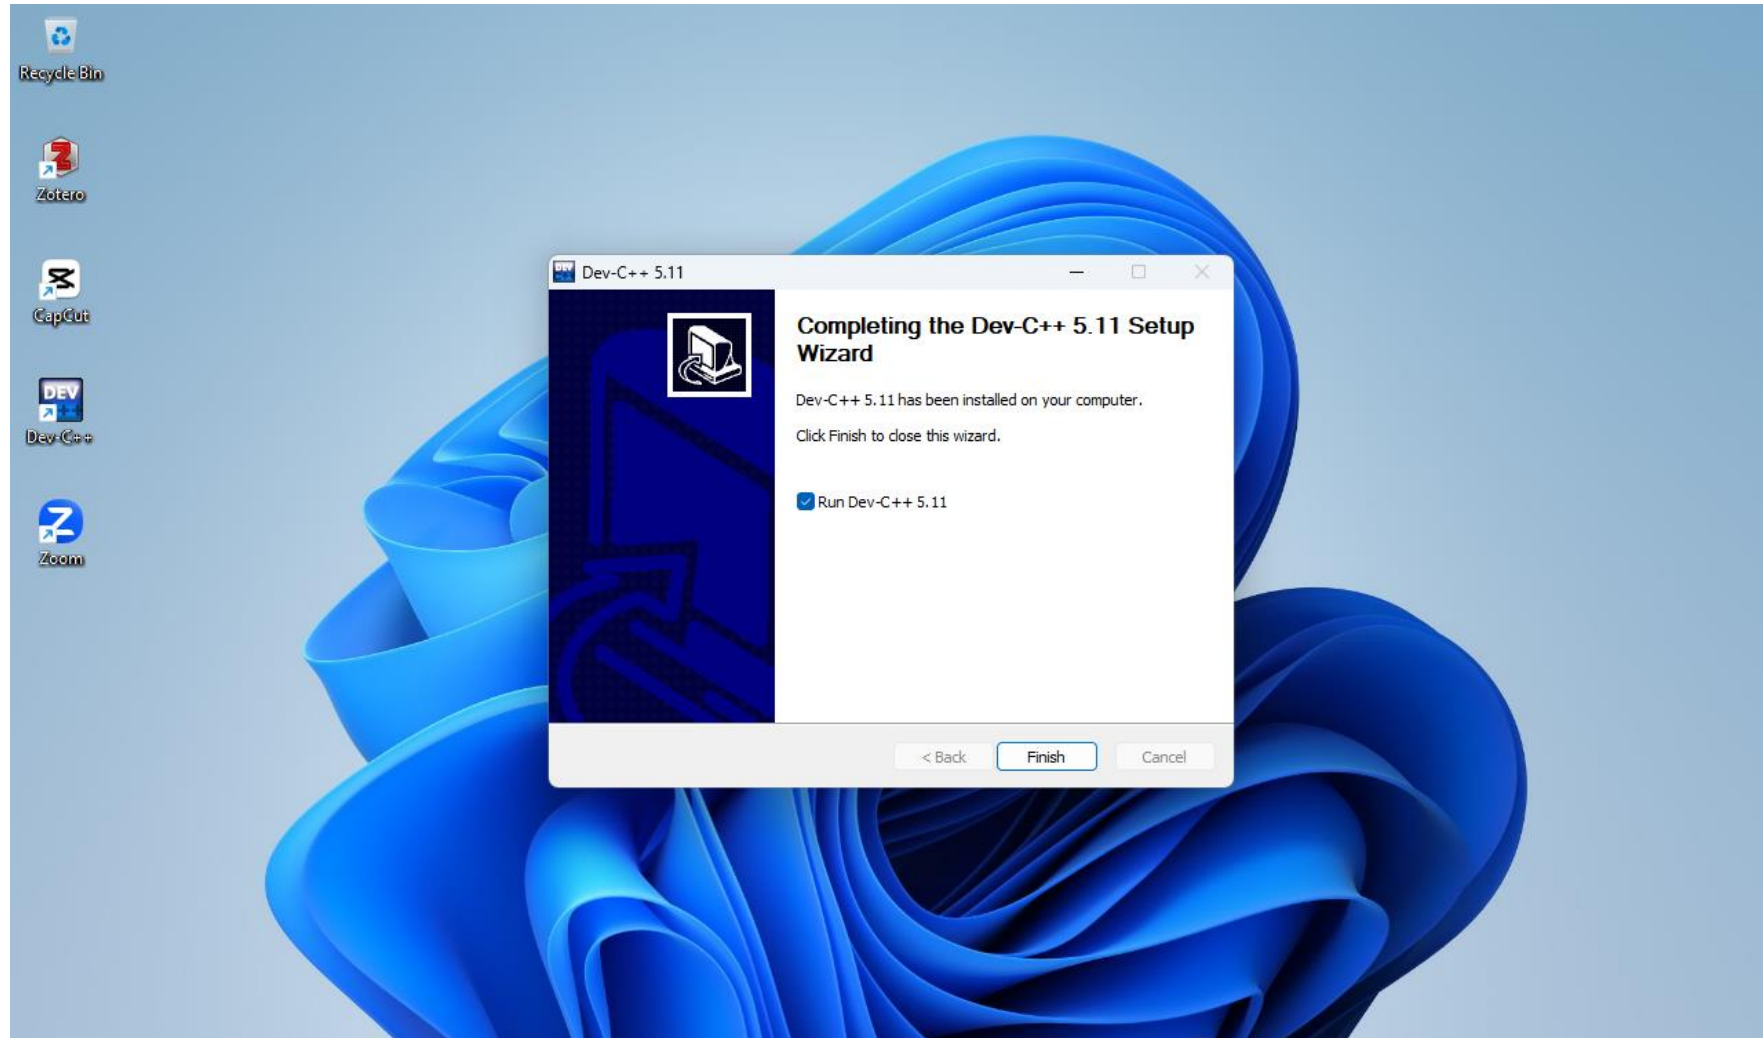 Recycle Bin
Zotero
CapCut
DEV
++
Dev-C++
Zoom
Dev-C++ 5.11
Completing the Dev-C++ 5.11 Setup
Wizard
Dev-C++ 5.11 has been installed on your computer.
Click Finish to close this wizard.
Run Dev-C++ 5.11
< Back
Finish
Cancel